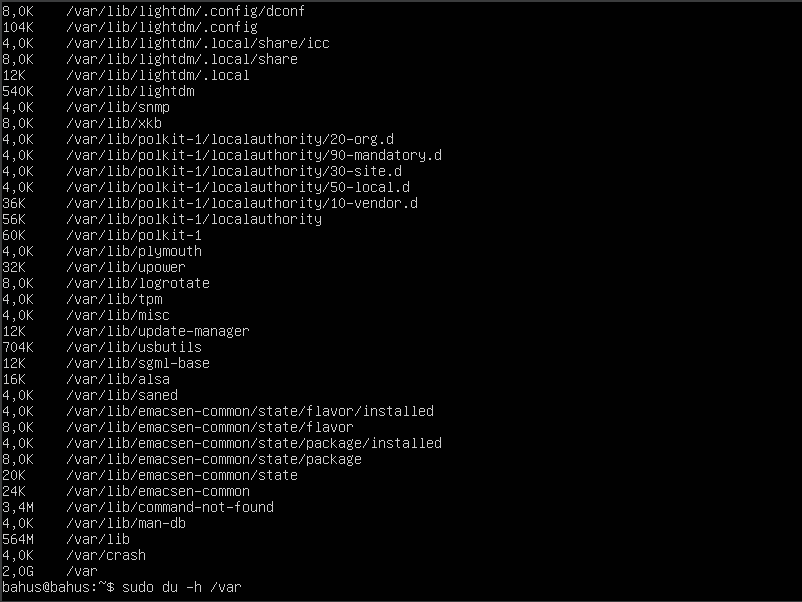 8,0K /var/lib/lightdm/.config/dconf
104K /var/lib/lightdm/.config
4,0K /var/lib/lightdm/.local/share/icc
8,0K /var/lib/lightdm/.local/share
12K /var/lib/lightdm/.local
540K /var/lib/lightdm
4,0K /var/lib/snmp
8,0K /var/lib/xkb
4,0K /var/lib/polkit-1/localauthority/20-org.d
4,0K /var/lib/polkit-1/localauthority/90-mandatory.d
4,0K /var/lib/polkit-1/localauthority/30-site.d
4,0K /var/lib/polkit-1/localauthority/50-local.d
36K /var/lib/polkit-1/localauthority/10-vendor.d
56K /var/lib/polkit-1/localauthority
60K /var/lib/polkit-1
4,0K /var/lib/plymouth
32K /var/lib/upower
8,0K /var/lib/logrotate
4,0K /var/lib/tpm
4,0K /var/lib/misc
12K /var/lib/update-manager
704K /var/lib/usbutils
12K /var/lib/sgml-base
16K /var/lib/alsa
4,0K /var/lib/saned
4,0K /var/lib/emacsen-common/state/flavor/installed
8,0K /var/lib/emacsen-common/state/flavor
4,0K /var/lib/emacsen-common/state/package/installed
8,0K /var/lib/emacsen-common/state/package
20K /var/lib/emacsen-common/state
24K /var/lib/emacsen-common
3,4M /var/lib/command-not-found
4,0K /var/lib/man-db
564M /var/lib
4,0K /var/crash
2,0G /var
bahus@bahus:~$ sudo du -h /var